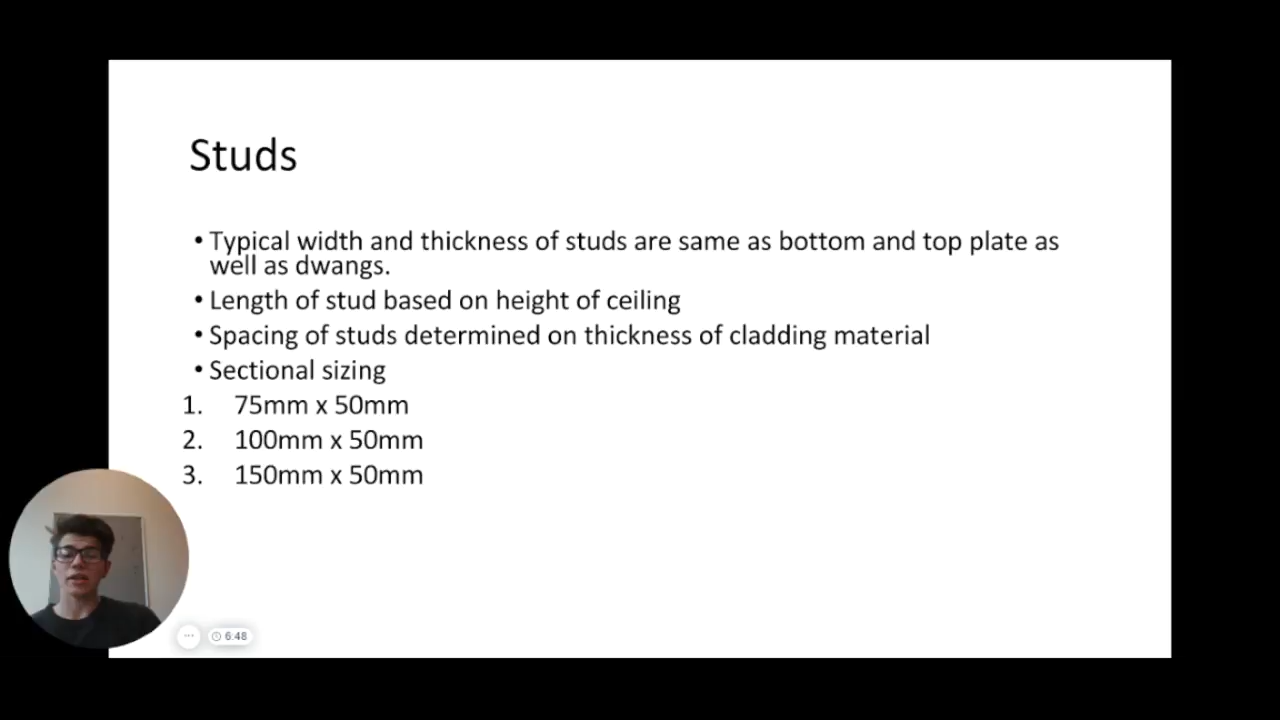 Studs
• Typical width and thickness of studs are same as bottom and top plate as
well as dwangs.
• Length of stud based on height of ceiling
• Spacing of studs determined on thickness of cladding material
• Sectional sizing
1. 75mm x 50mm
2. 100mm x 50mm
3. 150mm x 50mm
6:48